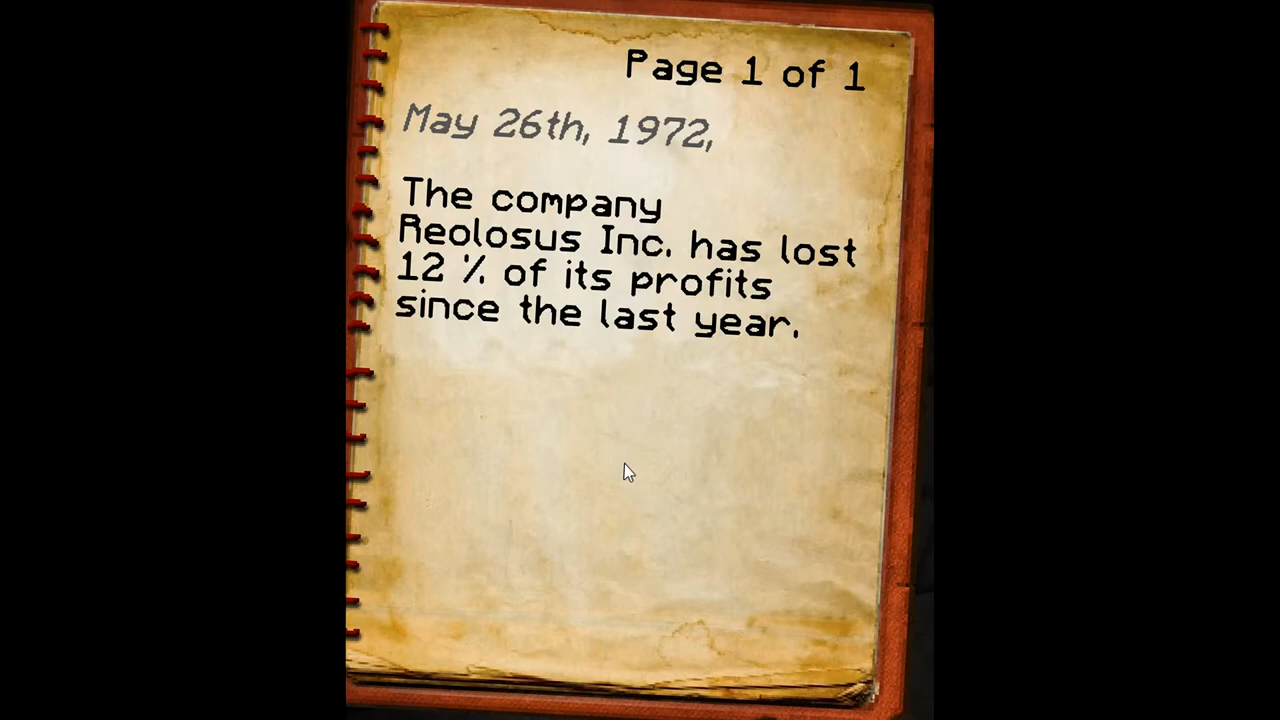 Page 1 of 1
May 26th, 1972,
The company
Reolosus Inc. has lost
12 % of its profits
since the last year.